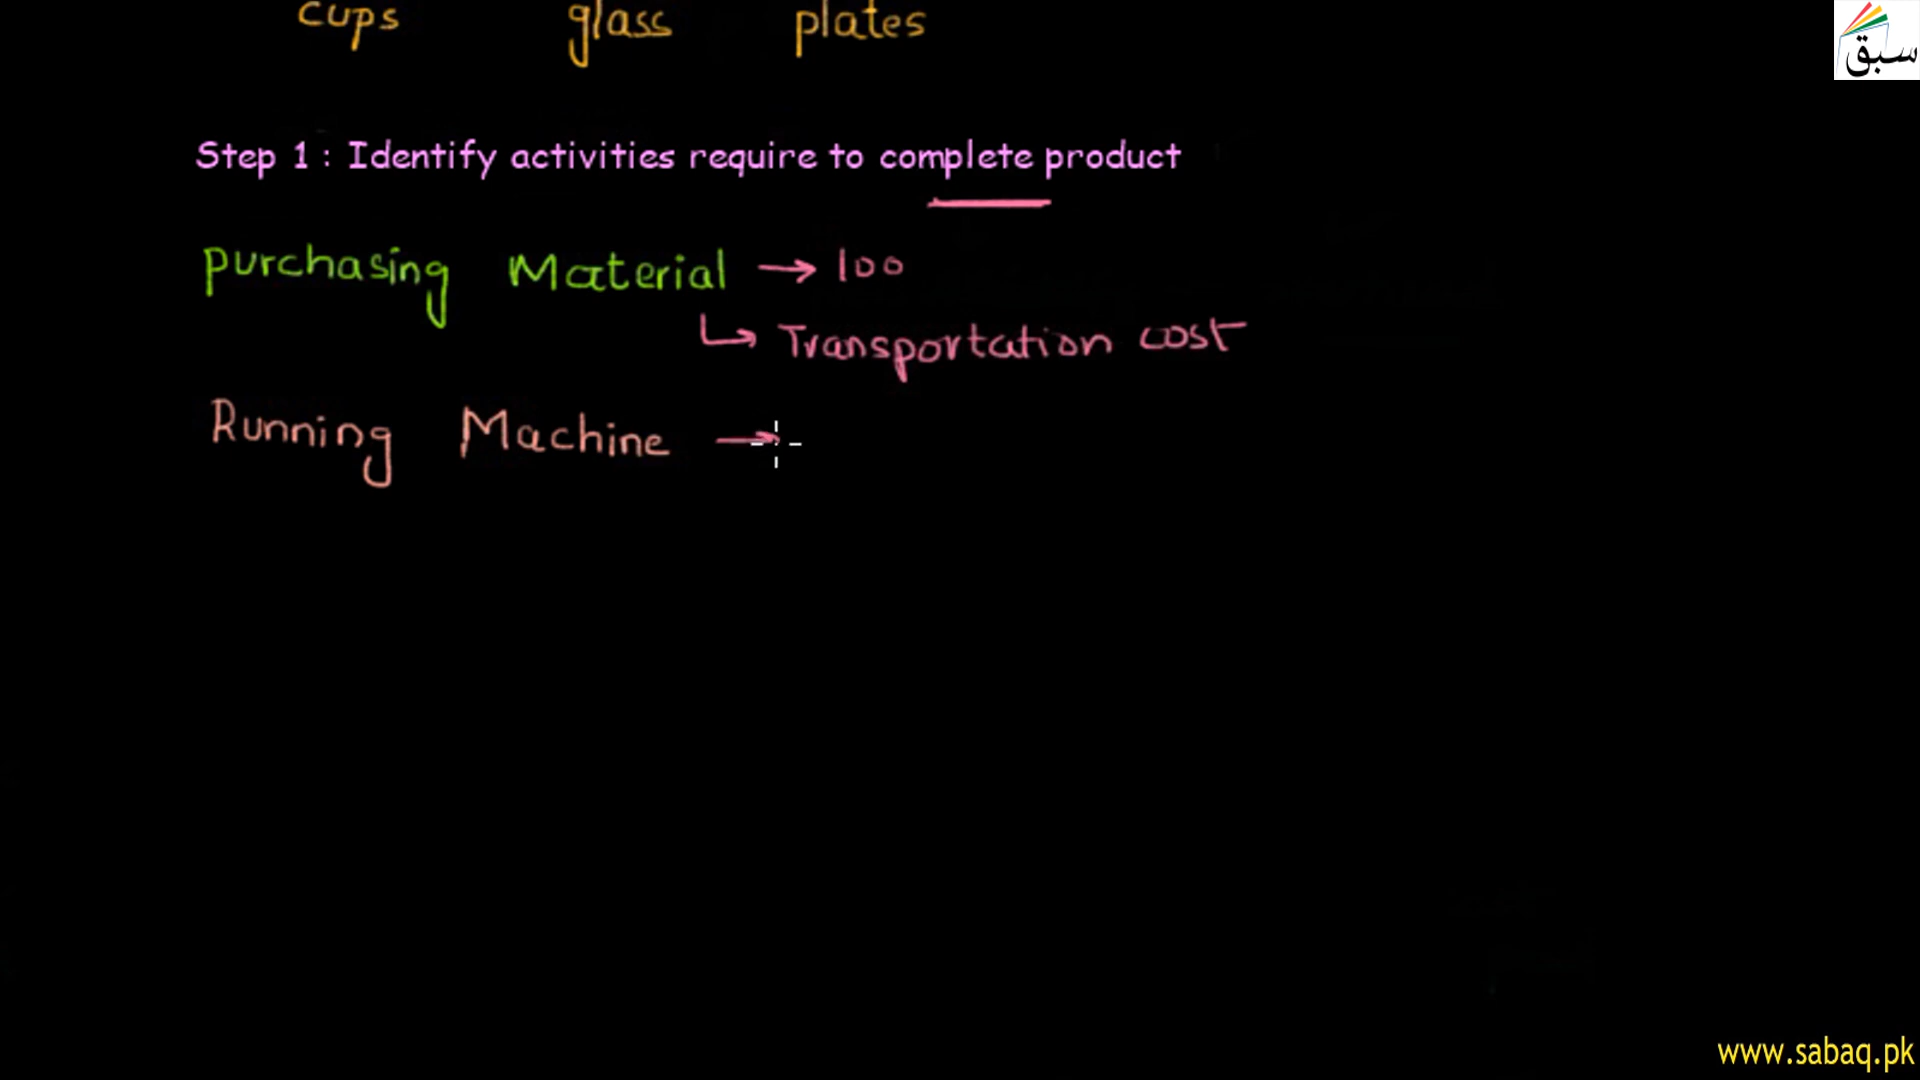 cups glass plates
سبق
Step 1 : Identify activities require to complete product
purchasing Material → 100
↳ Transportation cost
Running Machine →
www.sabaq.pk